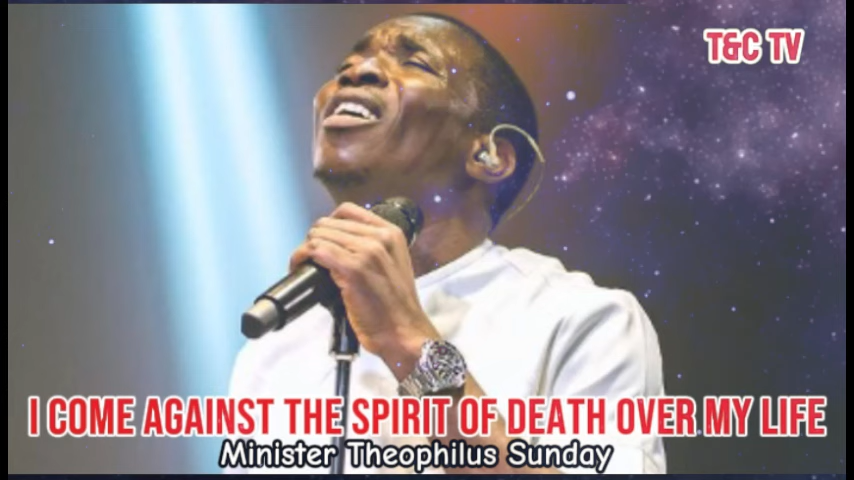 T&C TV
I COME AGAINST THE SPIRIT OF DEATH OVER MY LIFE
Minister Theophilus Sunday